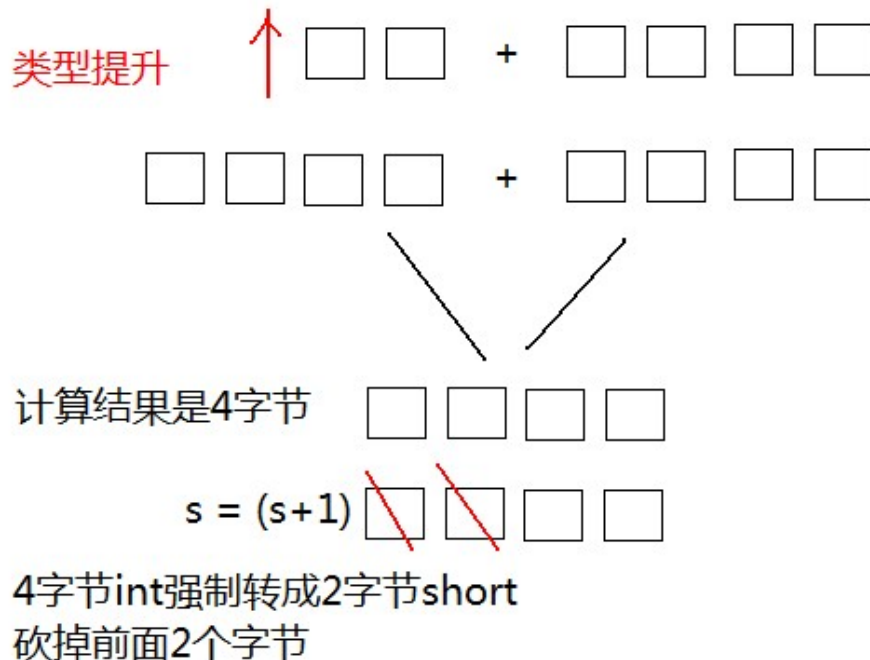 类型提升
+
+
计算结果是4字节
s = (s+1)
4字节int强制转成2字节short
砍掉前面2个字节